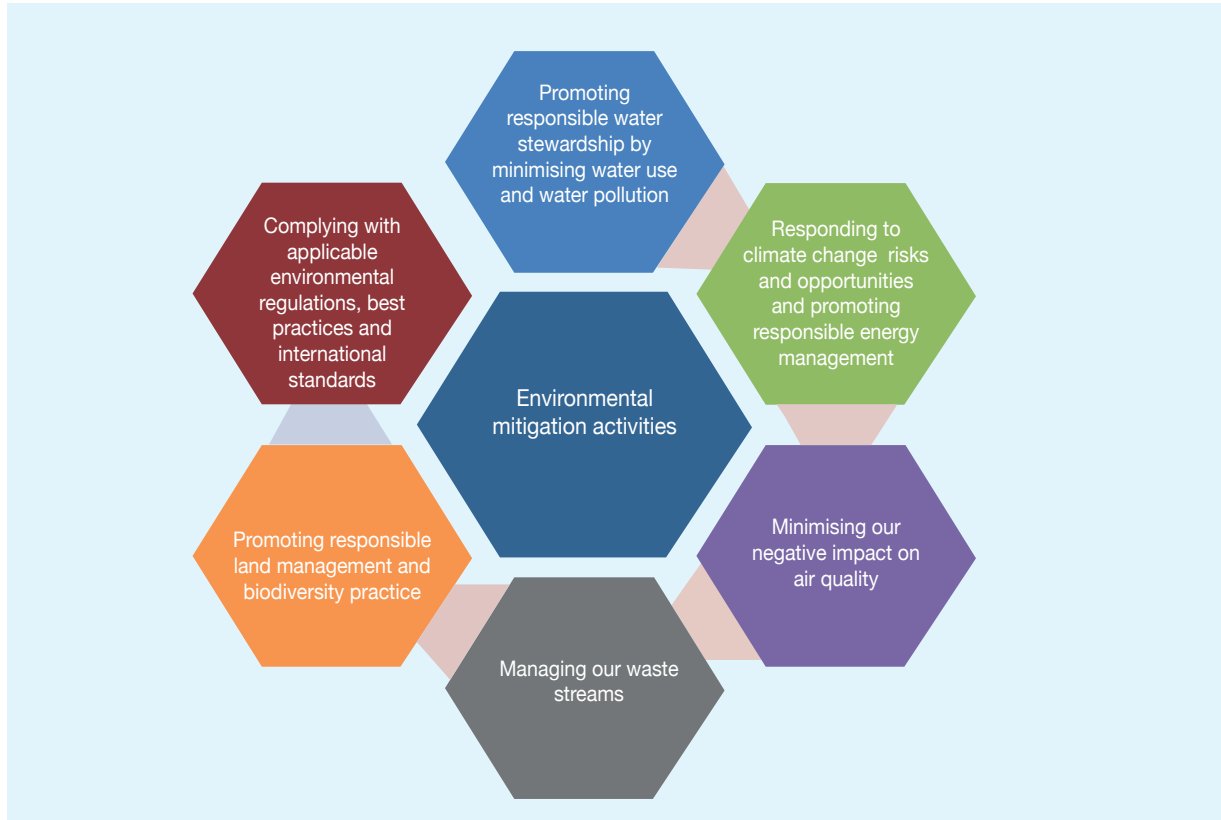 Promoting
responsible water
stewardship by
minimising water use
and water pollution
Responding to
climate change risks
and opportunities
and promoting
responsible energy
management
Minimising our
negative impact on
air quality
Managing our waste
streams
Promoting responsible
land management and
biodiversity practice
Complying with
applicable
environmental
regulations, best
practices and
international
standards
Environmental
mitigation activities